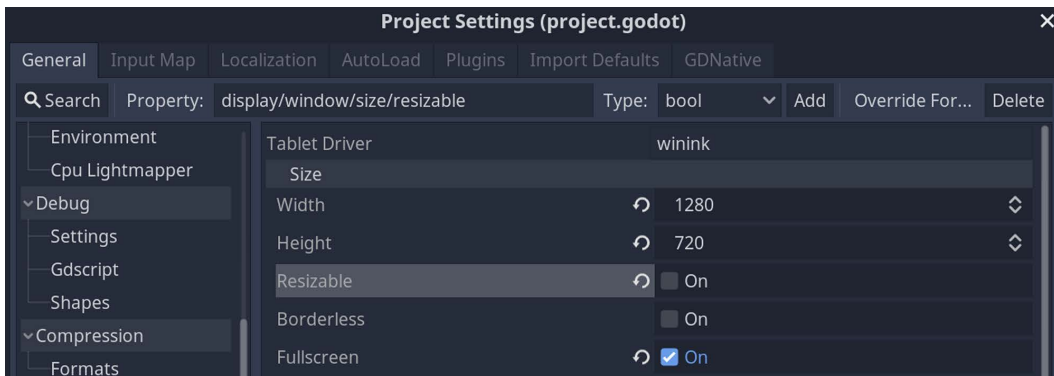 Project Settings (project.godot)
General Input Map Localization AutoLoad Plugins Import Defaults GDNative
Search Property: display/window/size/resizable Type: bool Add Override For... Delete
Environment
Cpu Lightmapper
Debug
Settings
Gdscript
Shapes
Compression
Formats
Tablet Driver winink
Size
Width 1280
Height 720
Resizable On
Borderless On
Fullscreen On